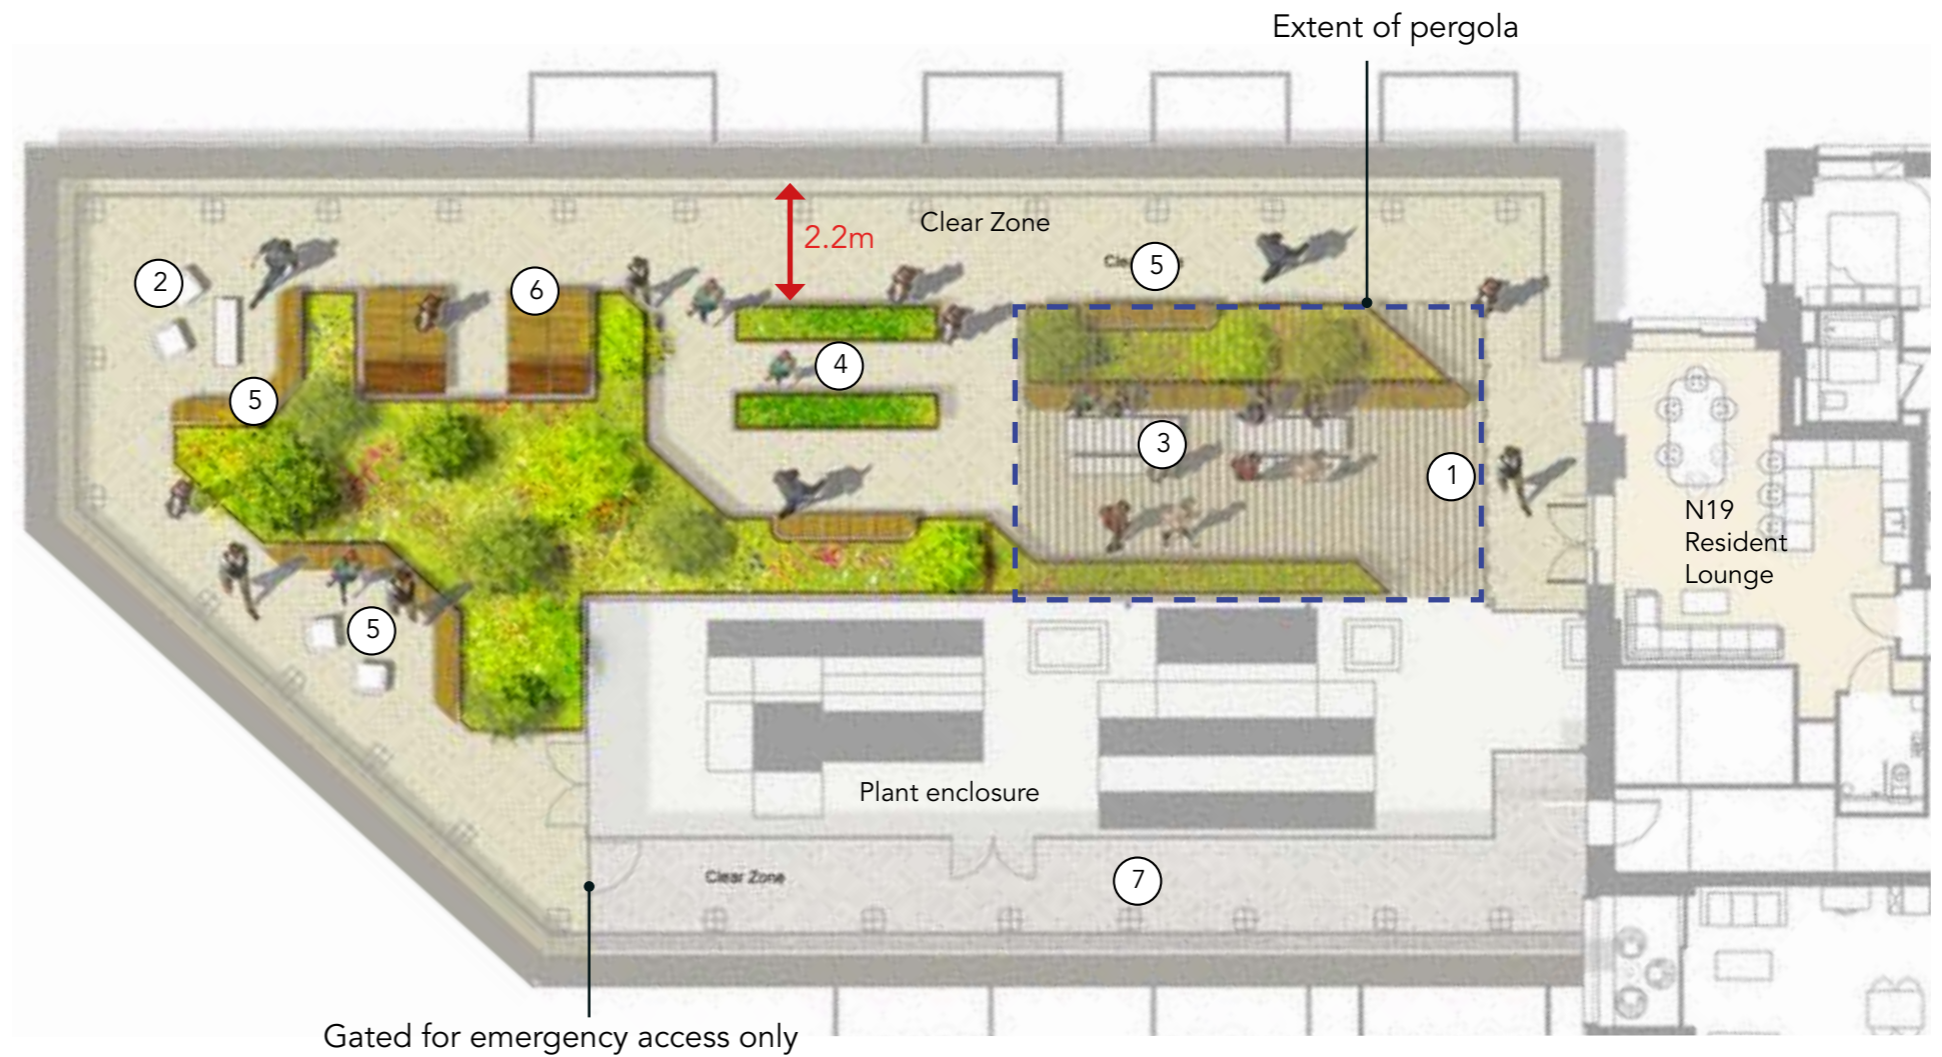 Extent of pergola
Clear Zone
2.2m
5
2
6
4
5
3
1
N19
Resident
Lounge
5
Plant enclosure
Clear Zone
7
Gated for emergency access only